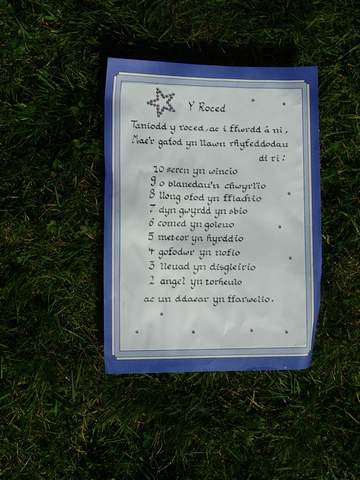 Y Roced
Taniodd y roced, ac i ffwrdd â ni,
Mae'r gafod yn llawn rhyfeddodau
di ri:
10 seren yn wincio
9 o blanedau'n chwyrlïo
8 llong ofod yn fflachio
7 dyn gwyrdd yn sbio
6 comed yn goleuo
5 meteor yn hyrddio
4 gofodwr yn nofio
3 lleuad yn disgleirio
2 angel yn torheulo
ac un ddaear yn ffarwelio.